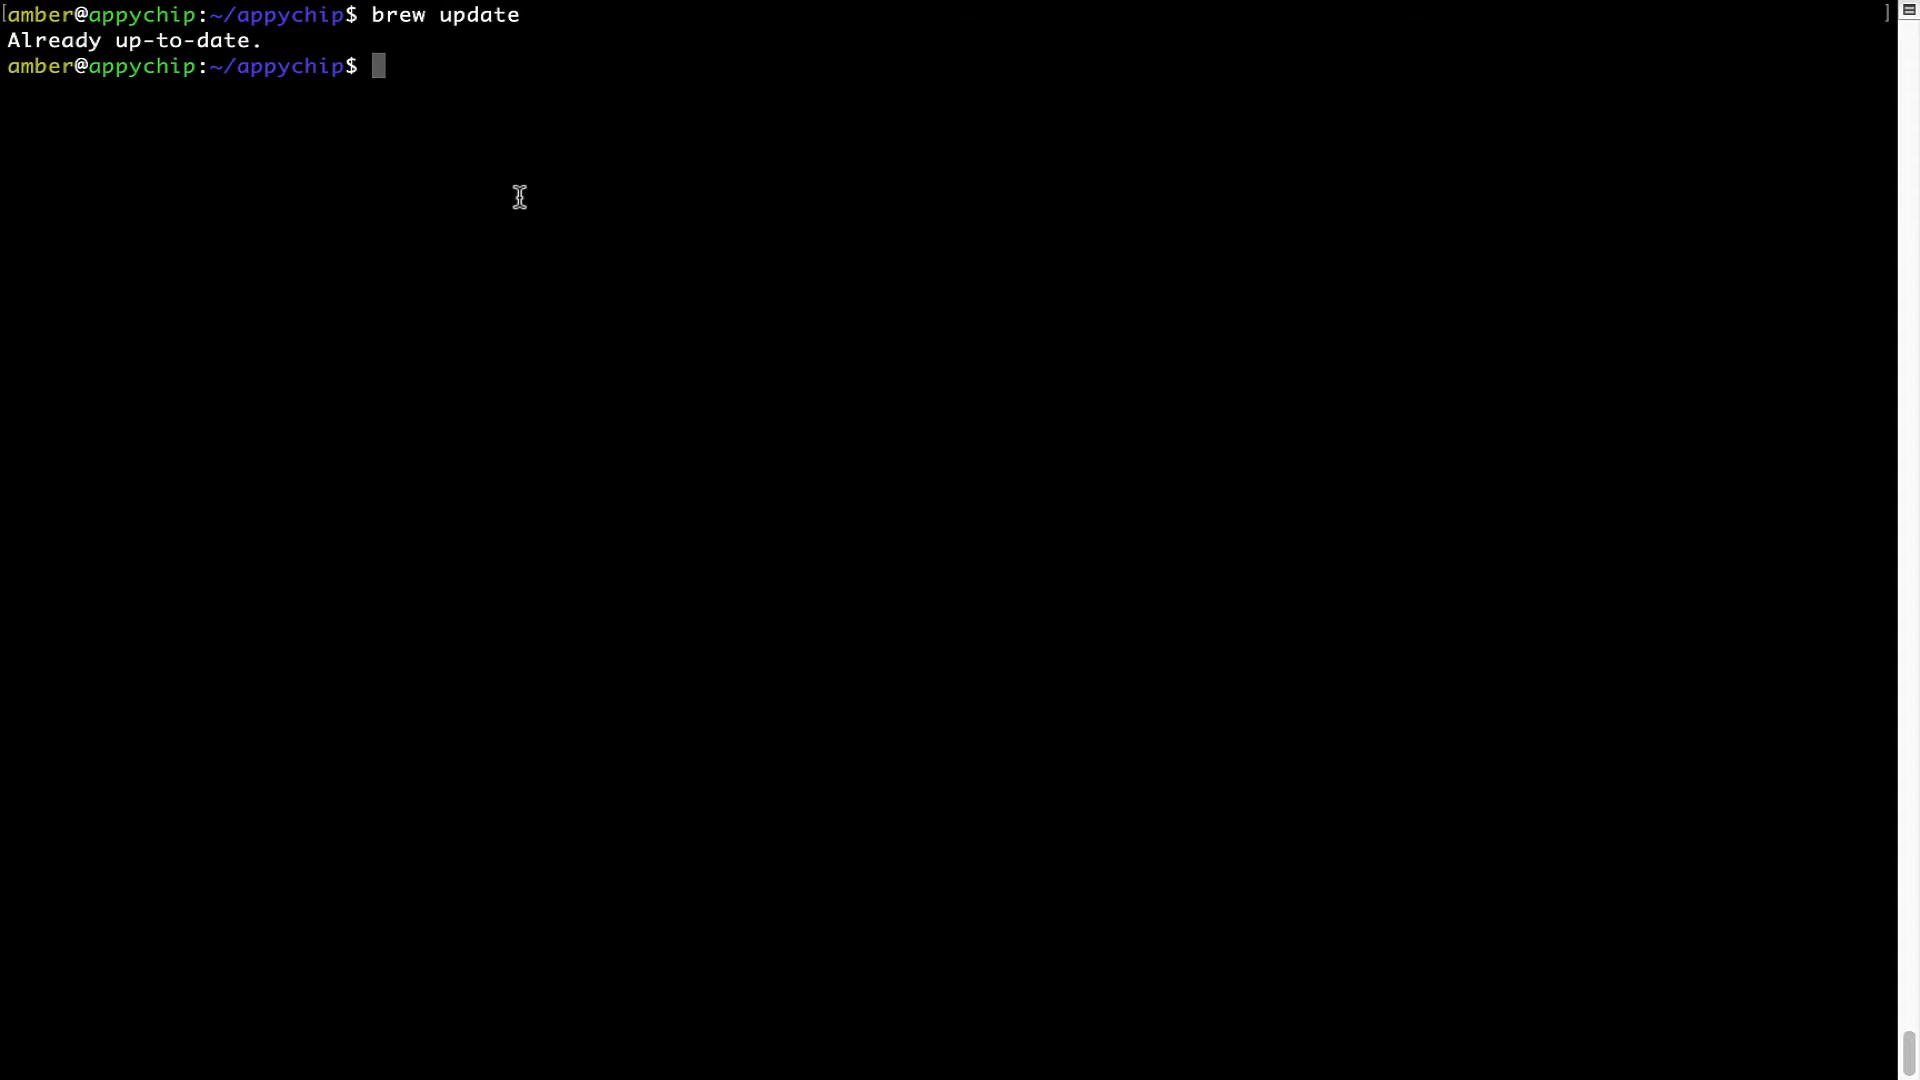 [amber@appychip:~/appychip$ brew update ]
Already up-to-date.
amber@appychip:~/appychip$